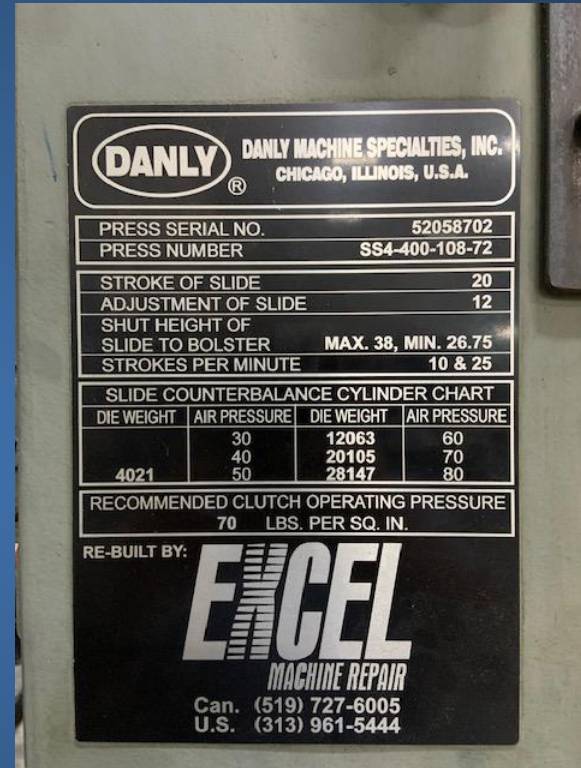 DANLY ®
DANLY MACHINE SPECIALTIES, INC.
CHICAGO, ILLINOIS, U.S.A.
PRESS SERIAL NO. 52058702
PRESS NUMBER SS4-400-108-72
STROKE OF SLIDE 20
ADJUSTMENT OF SLIDE 12
SHUT HEIGHT OF
SLIDE TO BOLSTER MAX. 38, MIN. 26.75
STROKES PER MINUTE 10 & 25
SLIDE COUNTERBALANCE CYLINDER CHART
DIE WEIGHT AIR PRESSURE DIE WEIGHT AIR PRESSURE
30 12063 60
40 20105 70
4021 50 28147 80
RECOMMENDED CLUTCH OPERATING PRESSURE
70 LBS. PER SQ. IN.
RE-BUILT BY:
EXCEL
MACHINE REPAIR
Can. (519) 727-6005
U.S. (313) 961-5444